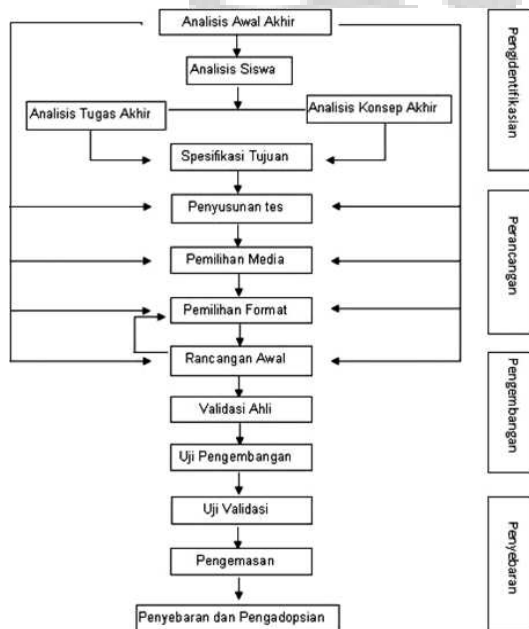 Analisis Awal Akhir
Analisis Siswa
Analisis Tugas Akhir
Analisis Konsep Akhir
Spesifikasi Tujuan
Penyusunan tes
Pemilihan Media
Pemilihan Format
Rancangan Awal
Validasi Ahli
Uji Pengembangan
Uji Validasi
Pengemasan
Penyebaran dan Pengadopsian
Pengidentifikasian
Perancangan
Pengembangan
Penyebaran